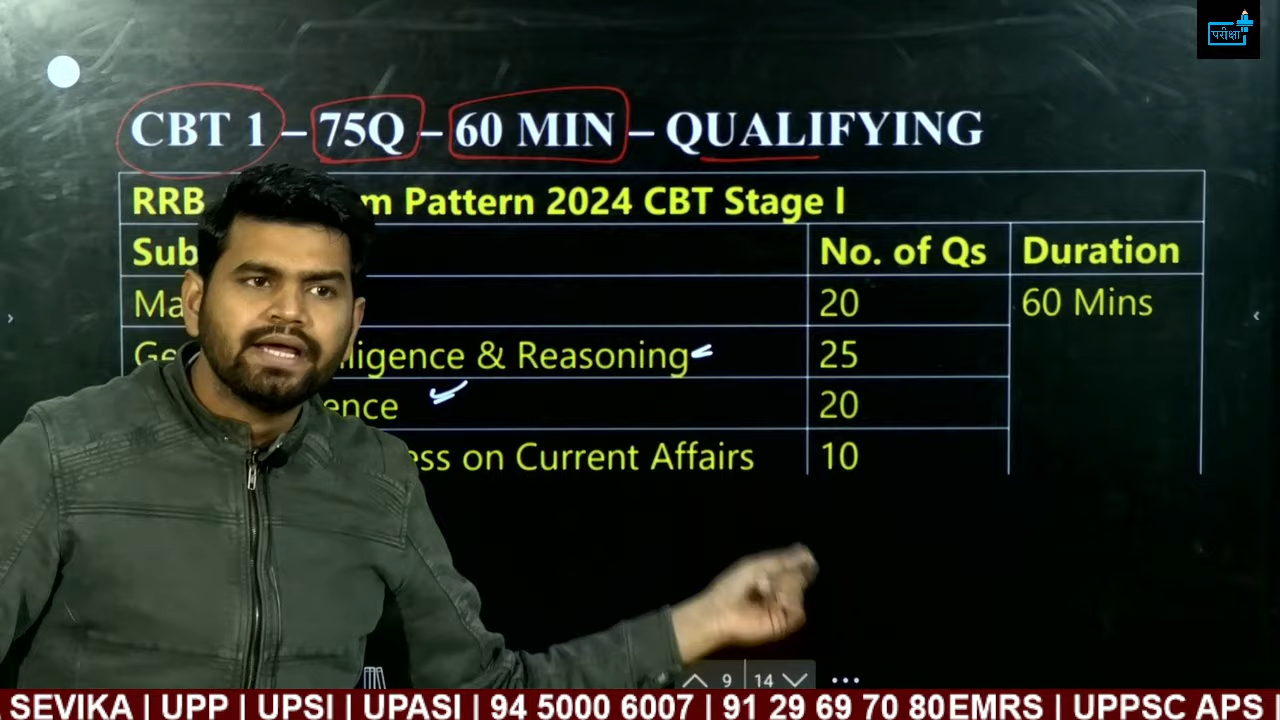 परीक्षा
CBT 1 – 75Q – 60 MIN – QUALIFYING
RRB m Pattern 2024 CBT Stage I
Sub No. of Qs Duration
Ma 20 60 Mins
Ge lligence & Reasoning 25
ence 20
ess on Current Affairs 10
9 14
SEVIKA | UPP | UPSI | UPASI | 94 5000 6007 | 91 29 69 70 80 EMRS | UPPSC APS